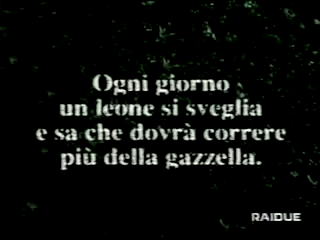 Ogni giorno
un leone si sveglia
e sa che dovrà correre
più della gazzella.
RAIDUE